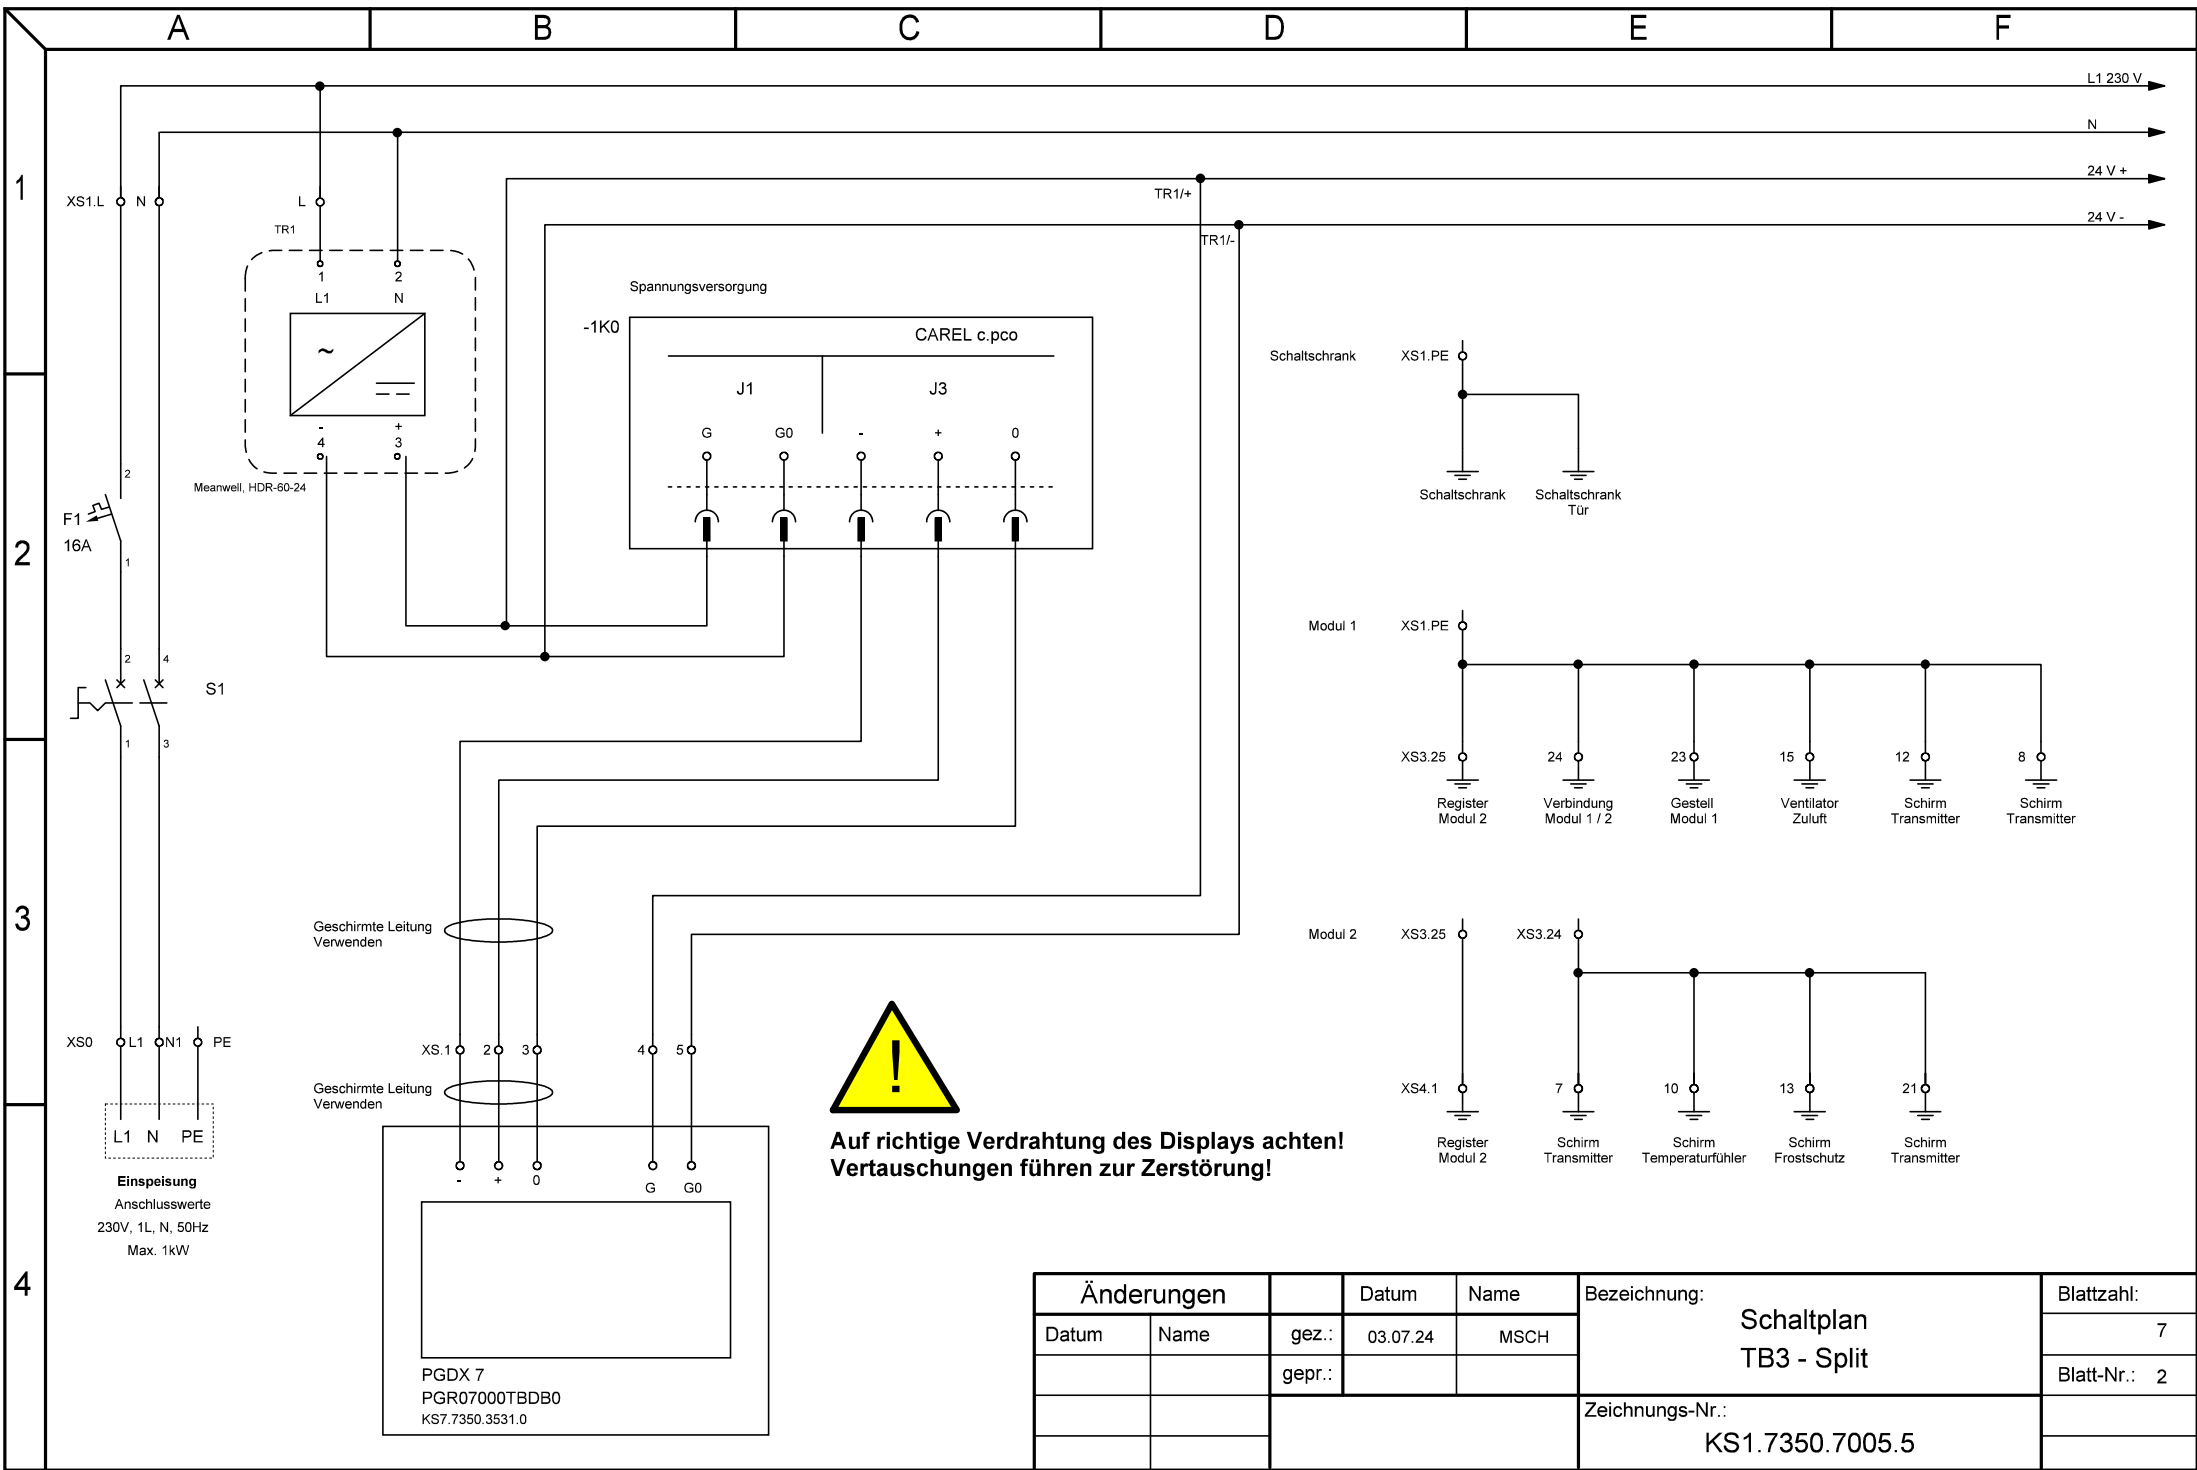 A B C D E F
1
2
3
4
L1 230 V
N
24 V +
24 V -
TR1/+
TR1/-
XS1.L N
L
TR1
1 2
L1 N
~
- +
4 3
Meanwell, HDR-60-24
2
F1
16A
1
2 4
S1
1 3
XS0 L1 N1 PE
L1 N PE
Einspeisung
Anschlusswerte
230V, 1L, N, 50Hz
Max. 1kW
Spannungsversorgung
-1K0
CAREL c.pco
J1 J3
G G0 - + 0
Geschirmte Leitung
Verwenden
XS.1 2 3 4 5
Geschirmte Leitung
Verwenden
- + 0 G G0
PGDX 7
PGR07000TBDB0
KS7.7350.3531.0
!
Auf richtige Verdrahtung des Displays achten!
Vertauschungen führen zur Zerstörung!
Schaltschrank XS1.PE
Schaltschrank
Schaltschrank
Tür
Modul 1 XS1.PE
XS3.25 24 23 15 12 8
Register
Modul 2
Verbindung
Modul 1 / 2
Gestell
Modul 1
Ventilator
Zuluft
Schirm
Transmitter
Schirm
Transmitter
Modul 2 XS3.25 XS3.24
XS4.1 7 10 13 21
Register
Modul 2
Schirm
Transmitter
Schirm
Temperaturfühler
Schirm
Frostschutz
Schirm
Transmitter
Änderungen Datum Name
Datum Name gez.: 03.07.24 MSCH
gepr.:
Bezeichnung:
Schaltplan
TB3 - Split
Zeichnungs-Nr.:
KS1.7350.7005.5
Blattzahl:
7
Blatt-Nr.: 2